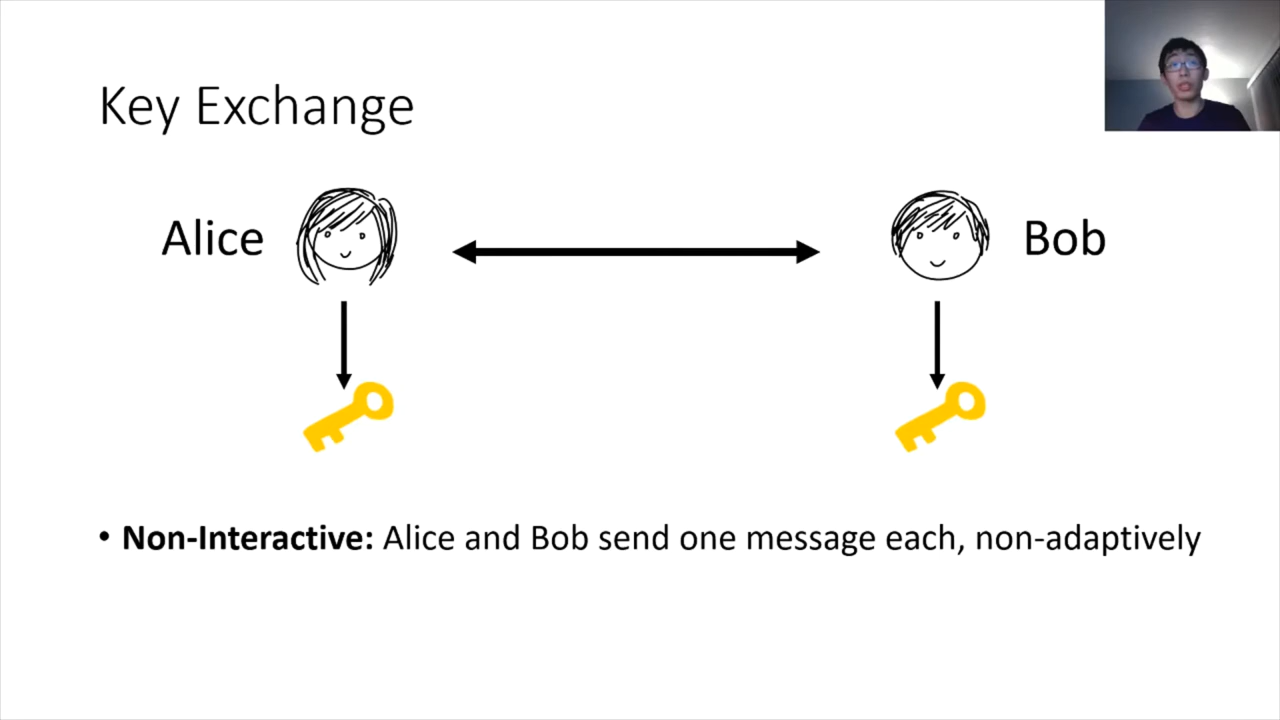 Key Exchange
Alice
Bob
• Non-Interactive: Alice and Bob send one message each, non-adaptively